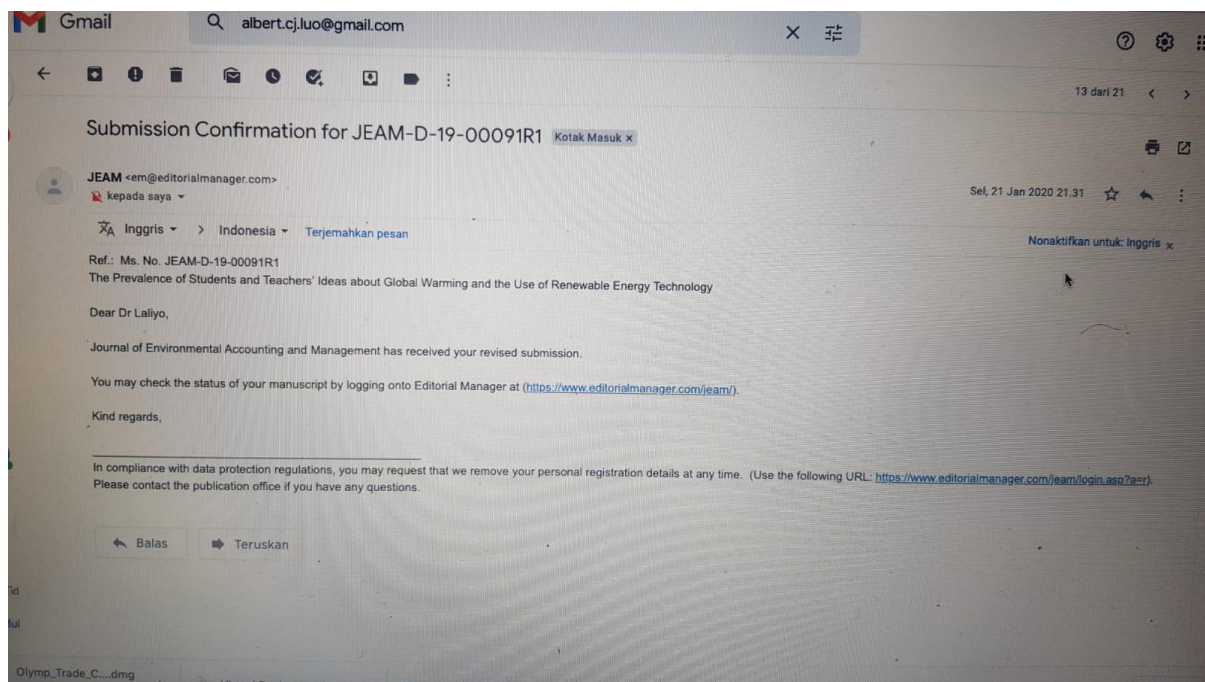 Gmail
albert.cj.luo@gmail.com
13 dari 21
Submission Confirmation for JEAM-D-19-00091R1 Kotak Masuk ×
JEAM <em@editorialmanager.com>
kepada saya
Sel, 21 Jan 2020 21.31
Inggris > Indonesia Terjemahkan pesan
Nonaktifkan untuk: Inggris ×
Ref.: Ms. No. JEAM-D-19-00091R1
The Prevalence of Students and Teachers' Ideas about Global Warming and the Use of Renewable Energy Technology
Dear Dr Laliyo,
Journal of Environmental Accounting and Management has received your revised submission.
You may check the status of your manuscript by logging onto Editorial Manager at (https://www.editorialmanager.com/jeam/).
Kind regards,
In compliance with data protection regulations, you may request that we remove your personal registration details at any time. (Use the following URL: https://www.editorialmanager.com/jeam/login.asp?a=r).
Please contact the publication office if you have any questions.
Balas Teruskan
Olymp_Trade_C....dmg